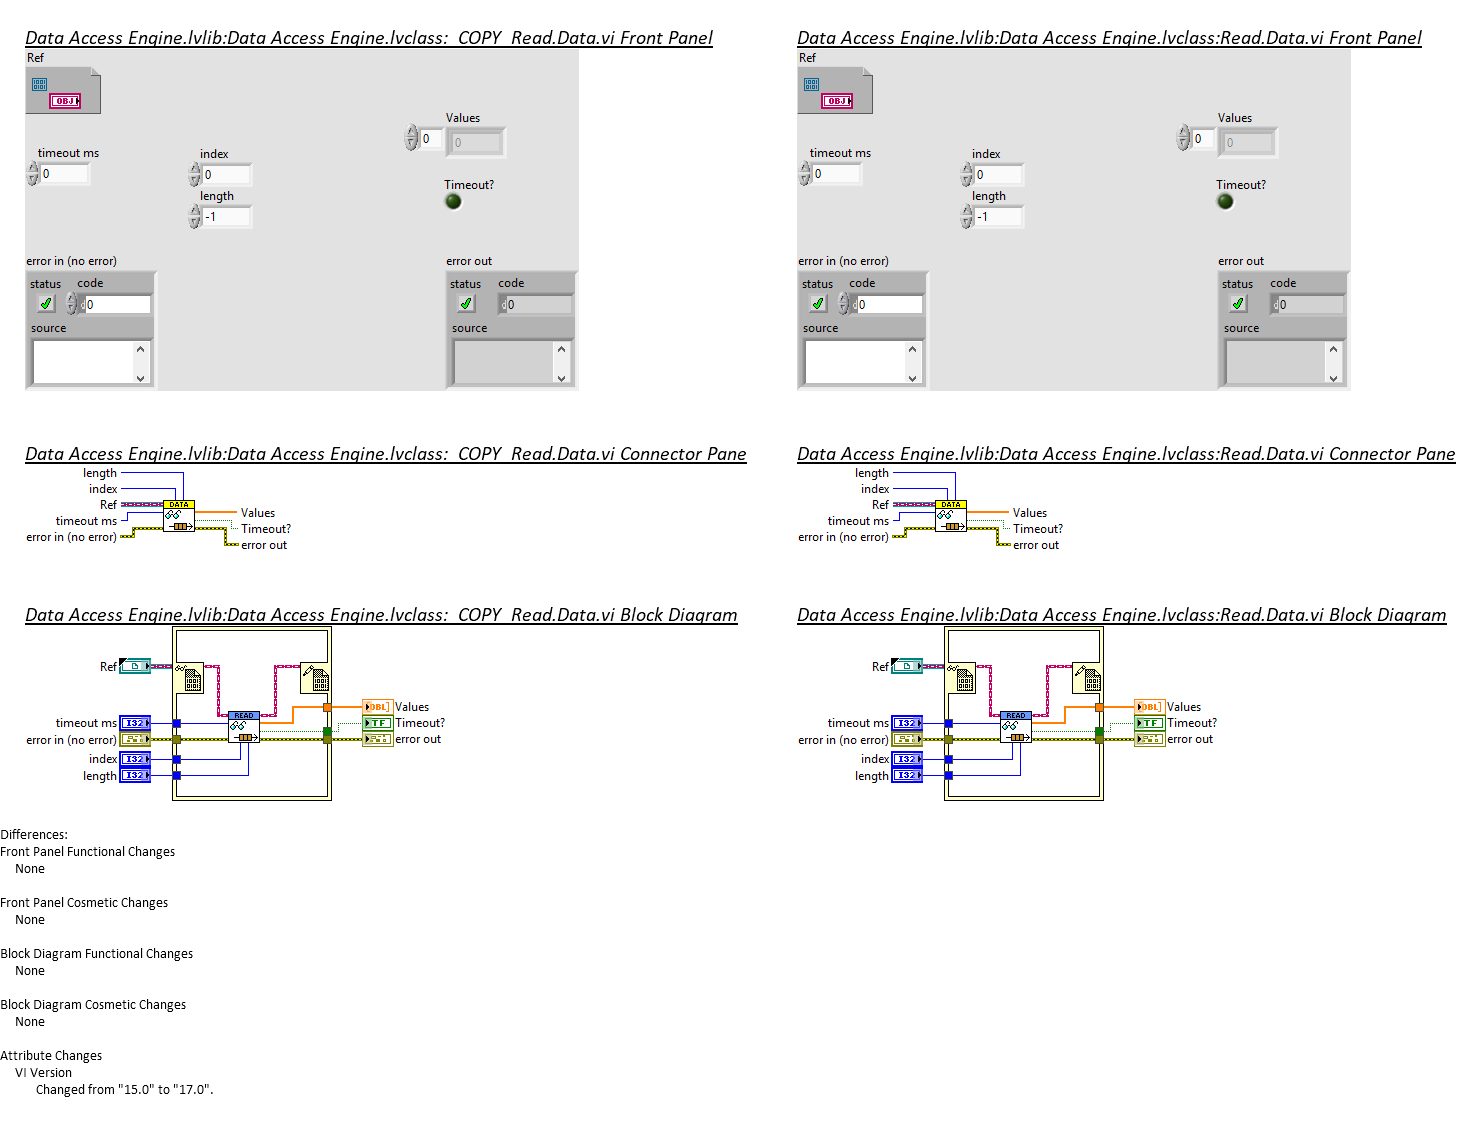 Data Access Engine.lvlib:Data Access Engine.lvclass:_COPY_Read.Data.vi Front Panel
Ref
OBJ
Values
0
0
timeout ms
0
index
0
length
-1
Timeout?
error in (no error)
status code
d0
source
error out
status code
d0
source
Data Access Engine.lvlib:Data Access Engine.lvclass:Read.Data.vi Front Panel
Ref
OBJ
Values
0
0
timeout ms
0
index
0
length
-1
Timeout?
error in (no error)
status code
d0
source
error out
status code
d0
source
Data Access Engine.lvlib:Data Access Engine.lvclass:_COPY_Read.Data.vi Connector Pane
length
index
Ref
timeout ms
error in (no error)
DATA
Values
Timeout?
error out
Data Access Engine.lvlib:Data Access Engine.lvclass:Read.Data.vi Connector Pane
length
index
Ref
timeout ms
error in (no error)
DATA
Values
Timeout?
error out
Data Access Engine.lvlib:Data Access Engine.lvclass:_COPY_Read.Data.vi Block Diagram
Ref
timeout ms I32
error in (no error)
index I32
length I32
READ
DBL] Values
TF Timeout?
error out
Data Access Engine.lvlib:Data Access Engine.lvclass:Read.Data.vi Block Diagram
Ref
timeout ms I32
error in (no error)
index I32
length I32
READ
DBL] Values
TF Timeout?
error out
Differences:
Front Panel Functional Changes
None
Front Panel Cosmetic Changes
None
Block Diagram Functional Changes
None
Block Diagram Cosmetic Changes
None
Attribute Changes
VI Version
Changed from "15.0" to "17.0".